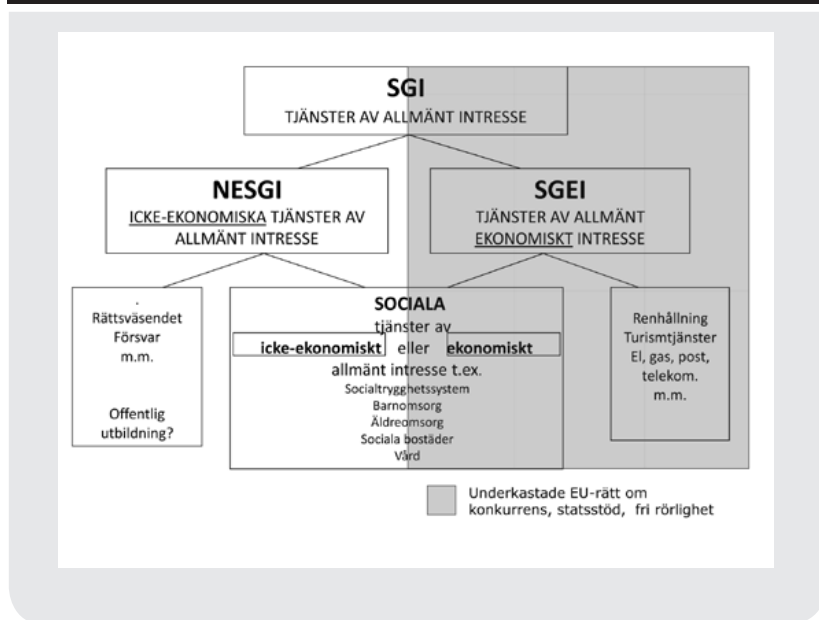 SGI
TJÄNSTER AV ALLMÄNT INTRESSE
NESGI
ICKE-EKONOMISKA TJÄNSTER AV
ALLMÄNT INTRESSE
SGEI
TJÄNSTER AV ALLMÄNT
EKONOMISKT INTRESSE
Rättsväsendet
Försvar
m.m.
Offentlig
utbildning?
SOCIALA
tjänster av
icke-ekonomiskt eller ekonomiskt
allmänt intresse t.ex.
Socialtrygghetssystem
Barnomsorg
Äldreomsorg
Sociala bostäder
Vård
Renhållning
Turismtjänster
El, gas, post,
telekom.
m.m.
Underkastade EU-rätt om
konkurrens, statsstöd, fri rörlighet